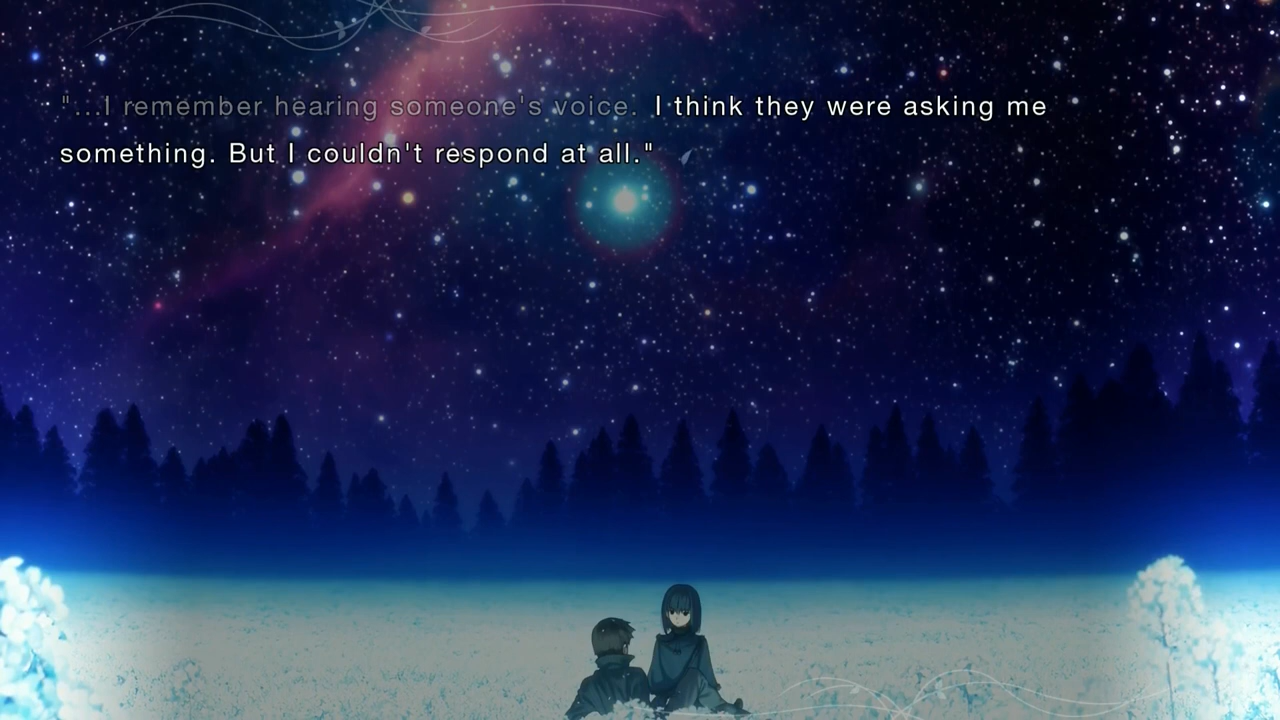 "...I remember hearing someone's voice. I think they were asking me
something. But I couldn't respond at all."